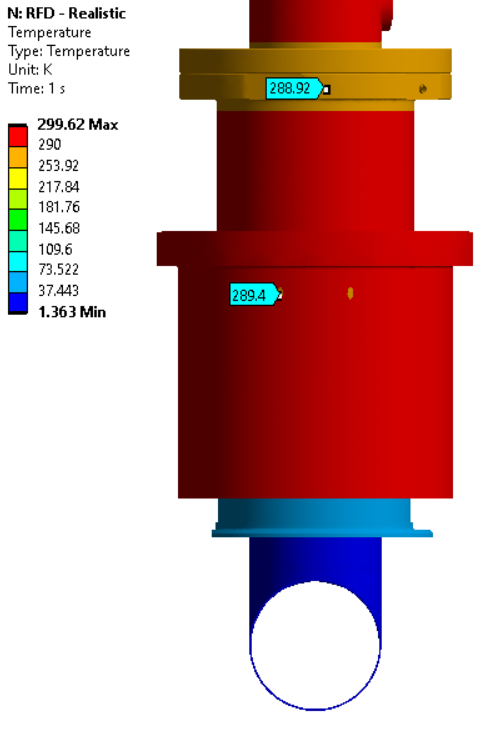 N: RFD - Realistic
Temperature
Type: Temperature
Unit: K
Time: 1 s
299.62 Max
290
253.92
217.84
181.76
145.68
109.6
73.522
37.443
1.363 Min
288.92
289.4